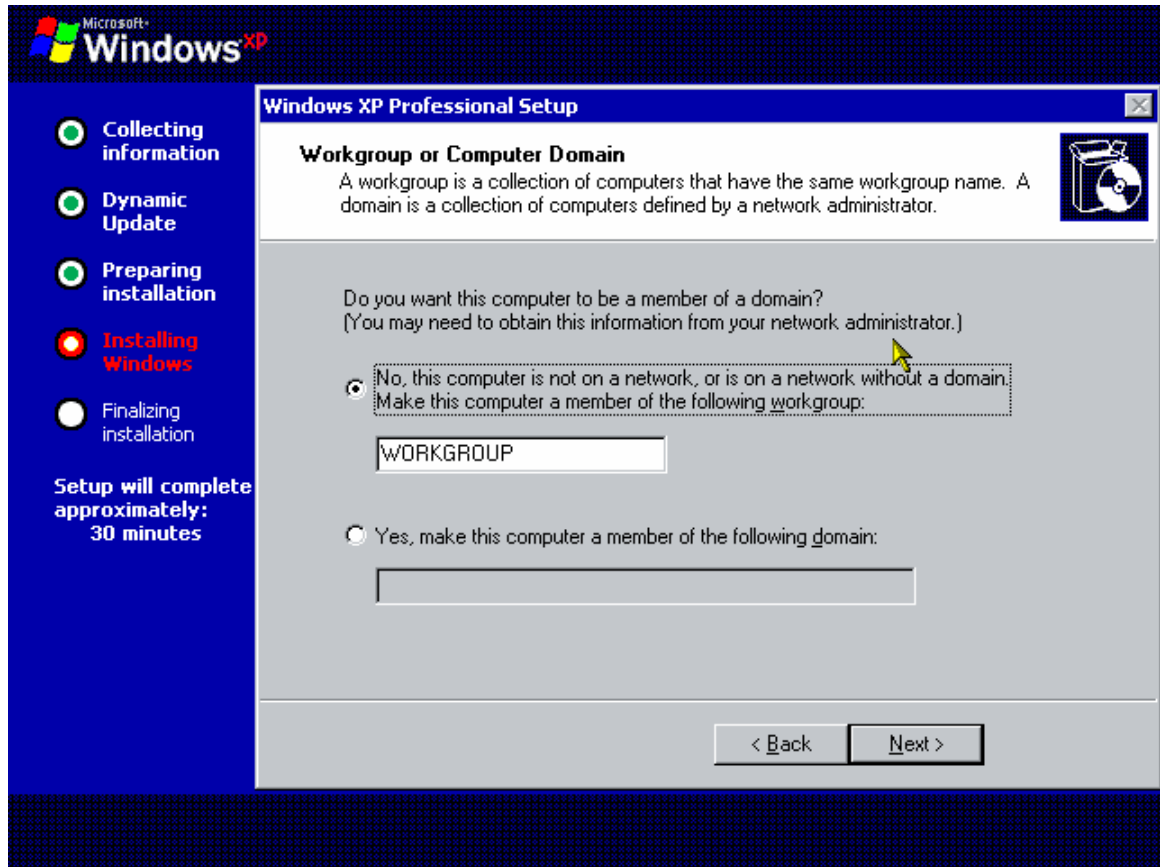 Microsoft®
Windows XP
Collecting
information
Dynamic
Update
Preparing
installation
Installing
Windows
Finalizing
installation
Setup will complete
approximately:
30 minutes
Windows XP Professional Setup
Workgroup or Computer Domain
A workgroup is a collection of computers that have the same workgroup name. A
domain is a collection of computers defined by a network administrator.
Do you want this computer to be a member of a domain?
(You may need to obtain this information from your network administrator.)
No, this computer is not on a network, or is on a network without a domain.
Make this computer a member of the following workgroup:
WORKGROUP
Yes, make this computer a member of the following domain:
< Back
Next >